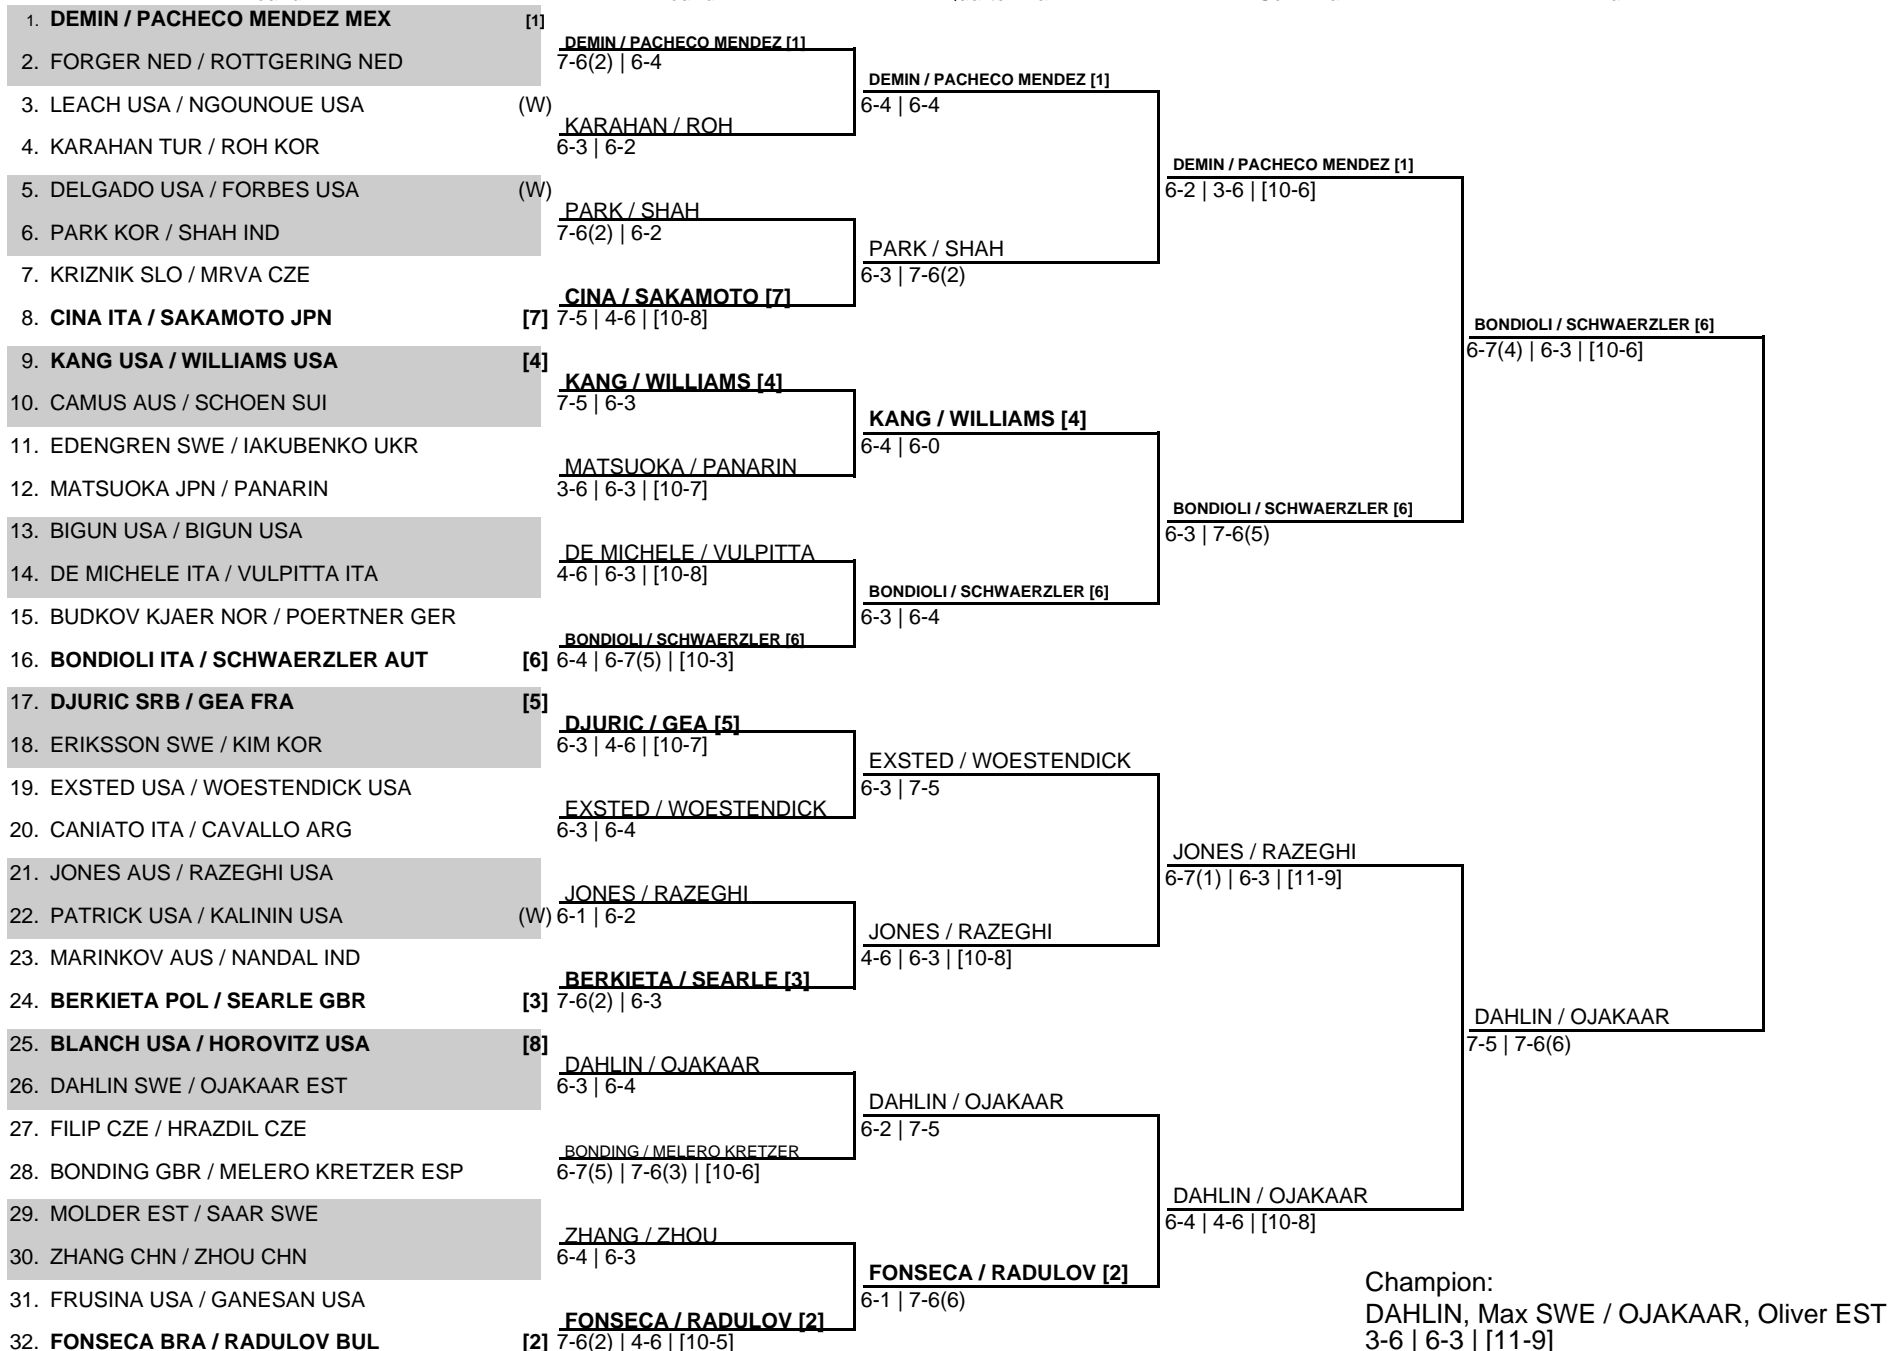 1. DEMIN / PACHECO MENDEZ MEX [1]
2. FORGER NED / ROTTGERING NED
3. LEACH USA / NGOUNOUE USA (W)
4. KARAHAN TUR / ROH KOR
5. DELGADO USA / FORBES USA (W)
6. PARK KOR / SHAH IND
7. KRIZNIK SLO / MRVA CZE
8. CINA ITA / SAKAMOTO JPN [7]
9. KANG USA / WILLIAMS USA [4]
10. CAMUS AUS / SCHOEN SUI
11. EDENGREN SWE / IAKUBENKO UKR
12. MATSUOKA JPN / PANARIN
13. BIGUN USA / BIGUN USA
14. DE MICHELE ITA / VULPITTA ITA
15. BUDKOV KJAER NOR / POERTNER GER
16. BONDIOLI ITA / SCHWAERZLER AUT [6]
17. DJURIC SRB / GEA FRA [5]
18. ERIKSSON SWE / KIM KOR
19. EXSTED USA / WOESTENDICK USA
20. CANIATO ITA / CAVALLO ARG
21. JONES AUS / RAZEGHI USA
22. PATRICK USA / KALININ USA (W)
23. MARINKOV AUS / NANDAL IND
24. BERKIETA POL / SEARLE GBR [3]
25. BLANCH USA / HOROVITZ USA [8]
26. DAHLIN SWE / OJAKAAR EST
27. FILIP CZE / HRAZDIL CZE
28. BONDING GBR / MELERO KRETZER ESP
29. MOLDER EST / SAAR SWE
30. ZHANG CHN / ZHOU CHN
31. FRUSINA USA / GANESAN USA
32. FONSECA BRA / RADULOV BUL [2]
DEMIN / PACHECO MENDEZ [1]
7-6(2) | 6-4
KARAHAN / ROH
6-3 | 6-2
PARK / SHAH
7-6(2) | 6-2
CINA / SAKAMOTO [7]
7-5 | 4-6 | [10-8]
KANG / WILLIAMS [4]
7-5 | 6-3
MATSUOKA / PANARIN
3-6 | 6-3 | [10-7]
DE MICHELE / VULPITTA
4-6 | 6-3 | [10-8]
BONDIOLI / SCHWAERZLER [6]
6-4 | 6-7(5) | [10-3]
DJURIC / GEA [5]
6-3 | 4-6 | [10-7]
EXSTED / WOESTENDICK
6-3 | 6-4
JONES / RAZEGHI
6-1 | 6-2
BERKIETA / SEARLE [3]
7-6(2) | 6-3
DAHLIN / OJAKAAR
6-3 | 6-4
BONDING / MELERO KRETZER
6-7(5) | 7-6(3) | [10-6]
ZHANG / ZHOU
6-4 | 6-3
FONSECA / RADULOV [2]
7-6(2) | 4-6 | [10-5]
DEMIN / PACHECO MENDEZ [1]
6-4 | 6-4
PARK / SHAH
6-3 | 7-6(2)
KANG / WILLIAMS [4]
6-4 | 6-0
BONDIOLI / SCHWAERZLER [6]
6-3 | 6-4
EXSTED / WOESTENDICK
6-3 | 7-5
JONES / RAZEGHI
4-6 | 6-3 | [10-8]
DAHLIN / OJAKAAR
6-2 | 7-5
FONSECA / RADULOV [2]
6-1 | 7-6(6)
DEMIN / PACHECO MENDEZ [1]
6-2 | 3-6 | [10-6]
BONDIOLI / SCHWAERZLER [6]
6-3 | 7-6(5)
JONES / RAZEGHI
6-7(1) | 6-3 | [11-9]
DAHLIN / OJAKAAR
6-4 | 4-6 | [10-8]
BONDIOLI / SCHWAERZLER [6]
6-7(4) | 6-3 | [10-6]
DAHLIN / OJAKAAR
7-5 | 7-6(6)
Champion:
DAHLIN, Max SWE / OJAKAAR, Oliver EST
3-6 | 6-3 | [11-9]